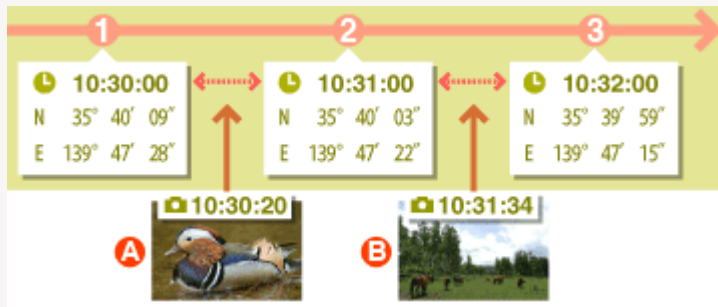 1 2 3
10:30:00 10:31:00 10:32:00
N 35° 40′ 09″ N 35° 40′ 03″ N 35° 39′ 59″
E 139° 47′ 28″ E 139° 47′ 22″ E 139° 47′ 15″
10:30:20 10:31:34
A B